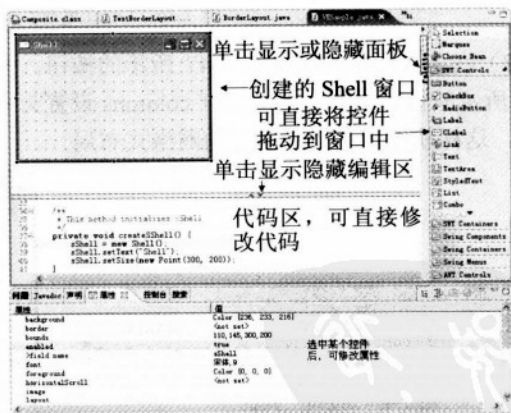 Composite.class
TestBorderLayout...
BorderLayout.java
Shell
单击显示或隐藏面板
创建的 Shell 窗口
可直接将控件
拖动到窗口中
单击显示隐藏编辑区
代码区，可直接修
改代码
Selection
Marquee
Choose Bean
SWT Controls
Button
CheckBox
RadioButton
Label
CLabel
Link
Text
TextArea
StyledText
List
Combo
SWT Containers
Swing Components
Swing Containers
Swing Menus
AWT Controls
/**
* This method initializes sShell
*/
private void createSShell() {
sShell = new Shell();
sShell.setText("Shell");
sShell.setSize(new Point(300, 200));
}
问题 Javadoc 声明 属性 控制台 搜索
属性 值
background Color {236, 233, 216}
border <not set>
bounds 110,145,300,200
enabled true
>field name sShell
font 宋体,9
foreground Color {0, 0, 0}
horizontalScroll <not set>
image
layout
选中某个控件
后，可修改属性